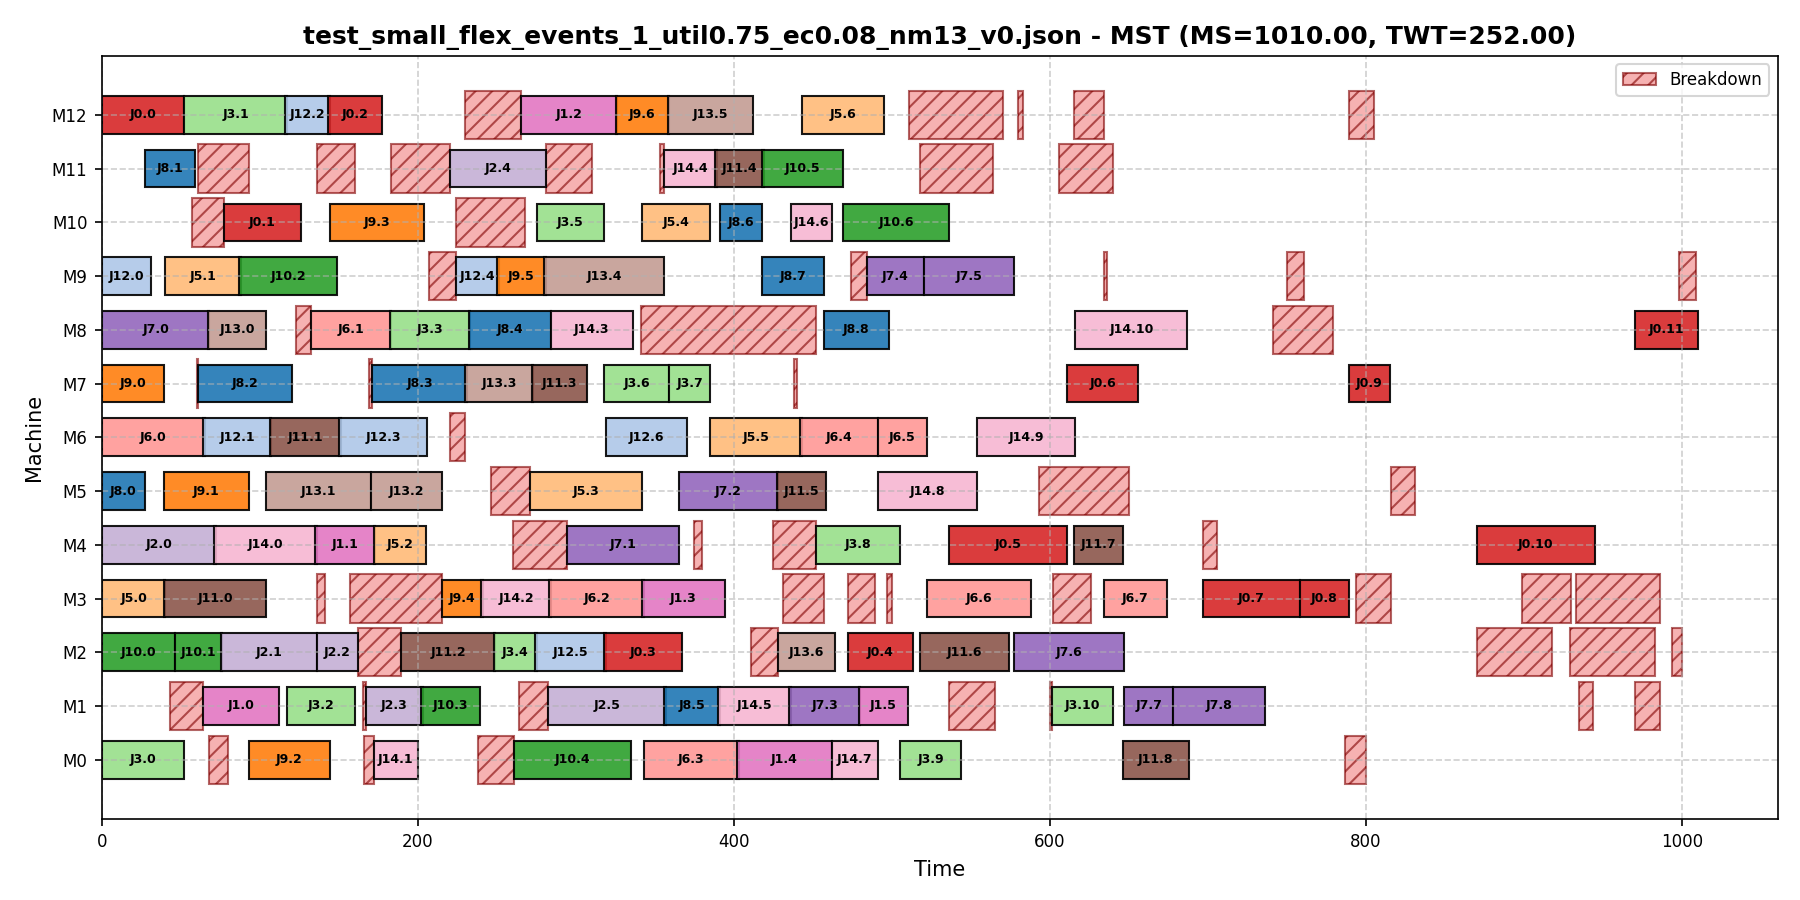 test_small_flex_events_1_util0.75_ec0.08_nm13_v0.json - MST (MS=1010.00, TWT=252.00)
Breakdown
Machine
M12 J0.0 J3.1 J12.2 J0.2 J1.2 J9.6 J13.5 J5.6
M11 J8.1 J2.4 J14.4 J11.4 J10.5
M10 J0.1 J9.3 J3.5 J5.4 J8.6 J14.6 J10.6
M9 J12.0 J5.1 J10.2 J12.4 J9.5 J13.4 J8.7 J7.4 J7.5
M8 J7.0 J13.0 J6.1 J3.3 J8.4 J14.3 J8.8 J14.10 J0.11
M7 J9.0 J8.2 J8.3 J13.3 J11.3 J3.6 J3.7 J0.6 J0.9
M6 J6.0 J12.1 J11.1 J12.3 J12.6 J5.5 J6.4 J6.5 J14.9
M5 J8.0 J9.1 J13.1 J13.2 J5.3 J7.2 J11.5 J14.8
M4 J2.0 J14.0 J1.1 J5.2 J7.1 J3.8 J0.5 J11.7 J0.10
M3 J5.0 J11.0 J9.4 J14.2 J6.2 J1.3 J6.6 J6.7 J0.7 J0.8
M2 J10.0 J10.1 J2.1 J2.2 J11.2 J3.4 J12.5 J0.3 J13.6 J0.4 J11.6 J7.6
M1 J1.0 J3.2 J2.3 J10.3 J2.5 J8.5 J14.5 J7.3 J1.5 J3.10 J7.7 J7.8
M0 J3.0 J9.2 J14.1 J10.4 J6.3 J1.4 J14.7 J3.9 J11.8
0 200 400 600 800 1000
Time